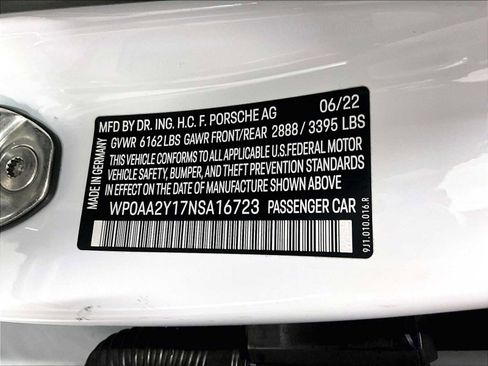 MFD BY DR. ING. H.C. F. PORSCHE AG 06/22
GVWR 6162LBS GAWR FRONT/REAR 2888 / 3395 LBS
THIS VEHICLE CONFORMS TO ALL APPLICABLE U.S.FEDERAL MOTOR
VEHICLE SAFETY, BUMPER, AND THEFT PREVENTION STANDARDS
IN EFFECT ON THE DATE OF MANUFACTURE SHOWN ABOVE.
WP0AA2Y17NSA16723 PASSENGER CAR
MADE IN GERMANY
9J1.010.016.R